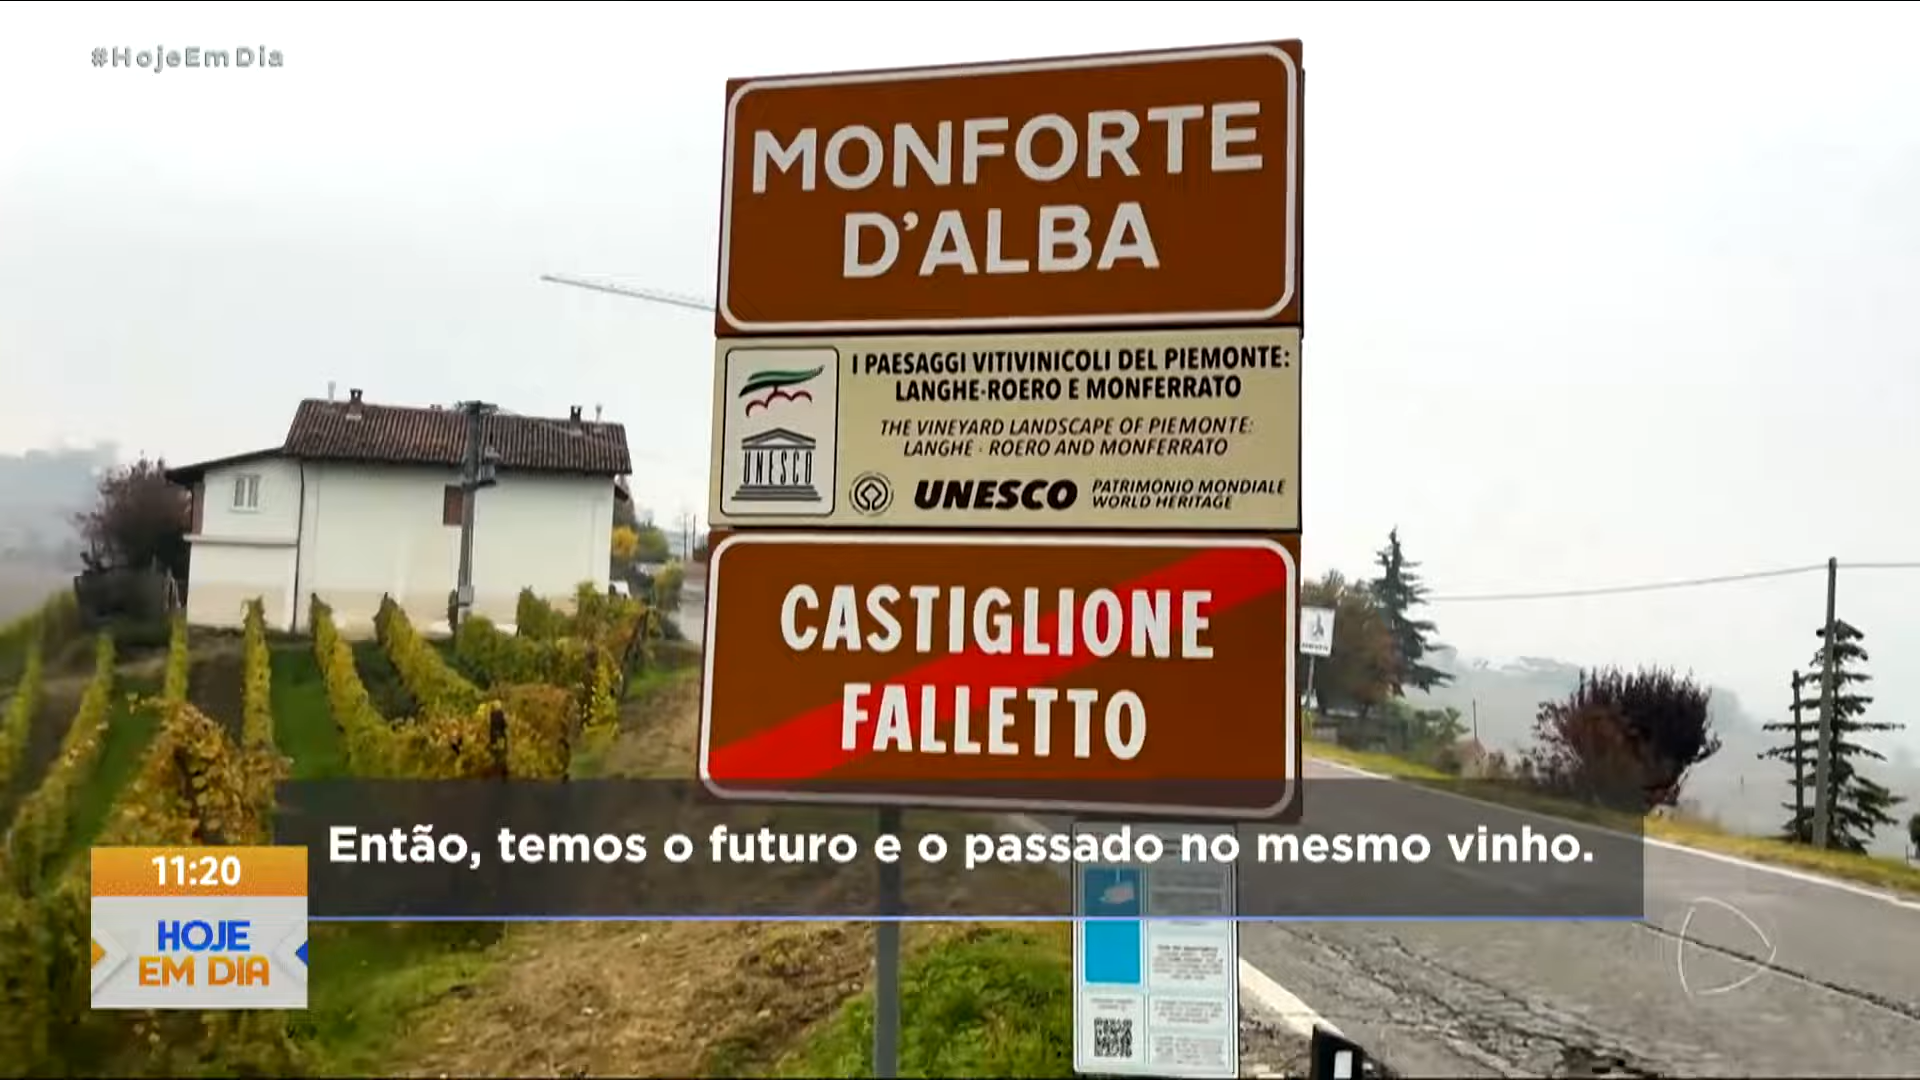 #HojeEmDia
MONFORTE
D'ALBA
I PAESAGGI VITIVINICOLI DEL PIEMONTE:
LANGHE-ROERO E MONFERRATO
THE VINEYARD LANDSCAPE OF PIEMONTE:
LANGHE - ROERO AND MONFERRATO
UNESCO
UNESCO
PATRIMONIO MONDIALE
WORLD HERITAGE
CASTIGLIONE
FALLETTO
Então, temos o futuro e o passado no mesmo vinho.
11:20
HOJE
EM DIA